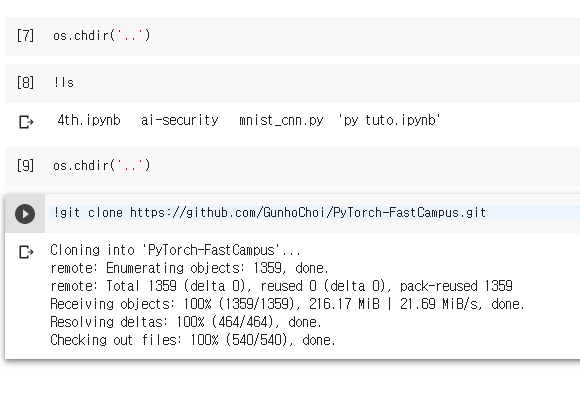 [7] os.chdir('..')
[8] !ls
4th.ipynb ai-security mnist_cnn.py 'py tuto.ipynb'
[9] os.chdir('..')
!git clone https://github.com/GunhoChoi/PyTorch-FastCampus.git
Cloning into 'PyTorch-FastCampus'...
remote: Enumerating objects: 1359, done.
remote: Total 1359 (delta 0), reused 0 (delta 0), pack-reused 1359
Receiving objects: 100% (1359/1359), 216.17 MiB | 21.69 MiB/s, done.
Resolving deltas: 100% (464/464), done.
Checking out files: 100% (540/540), done.